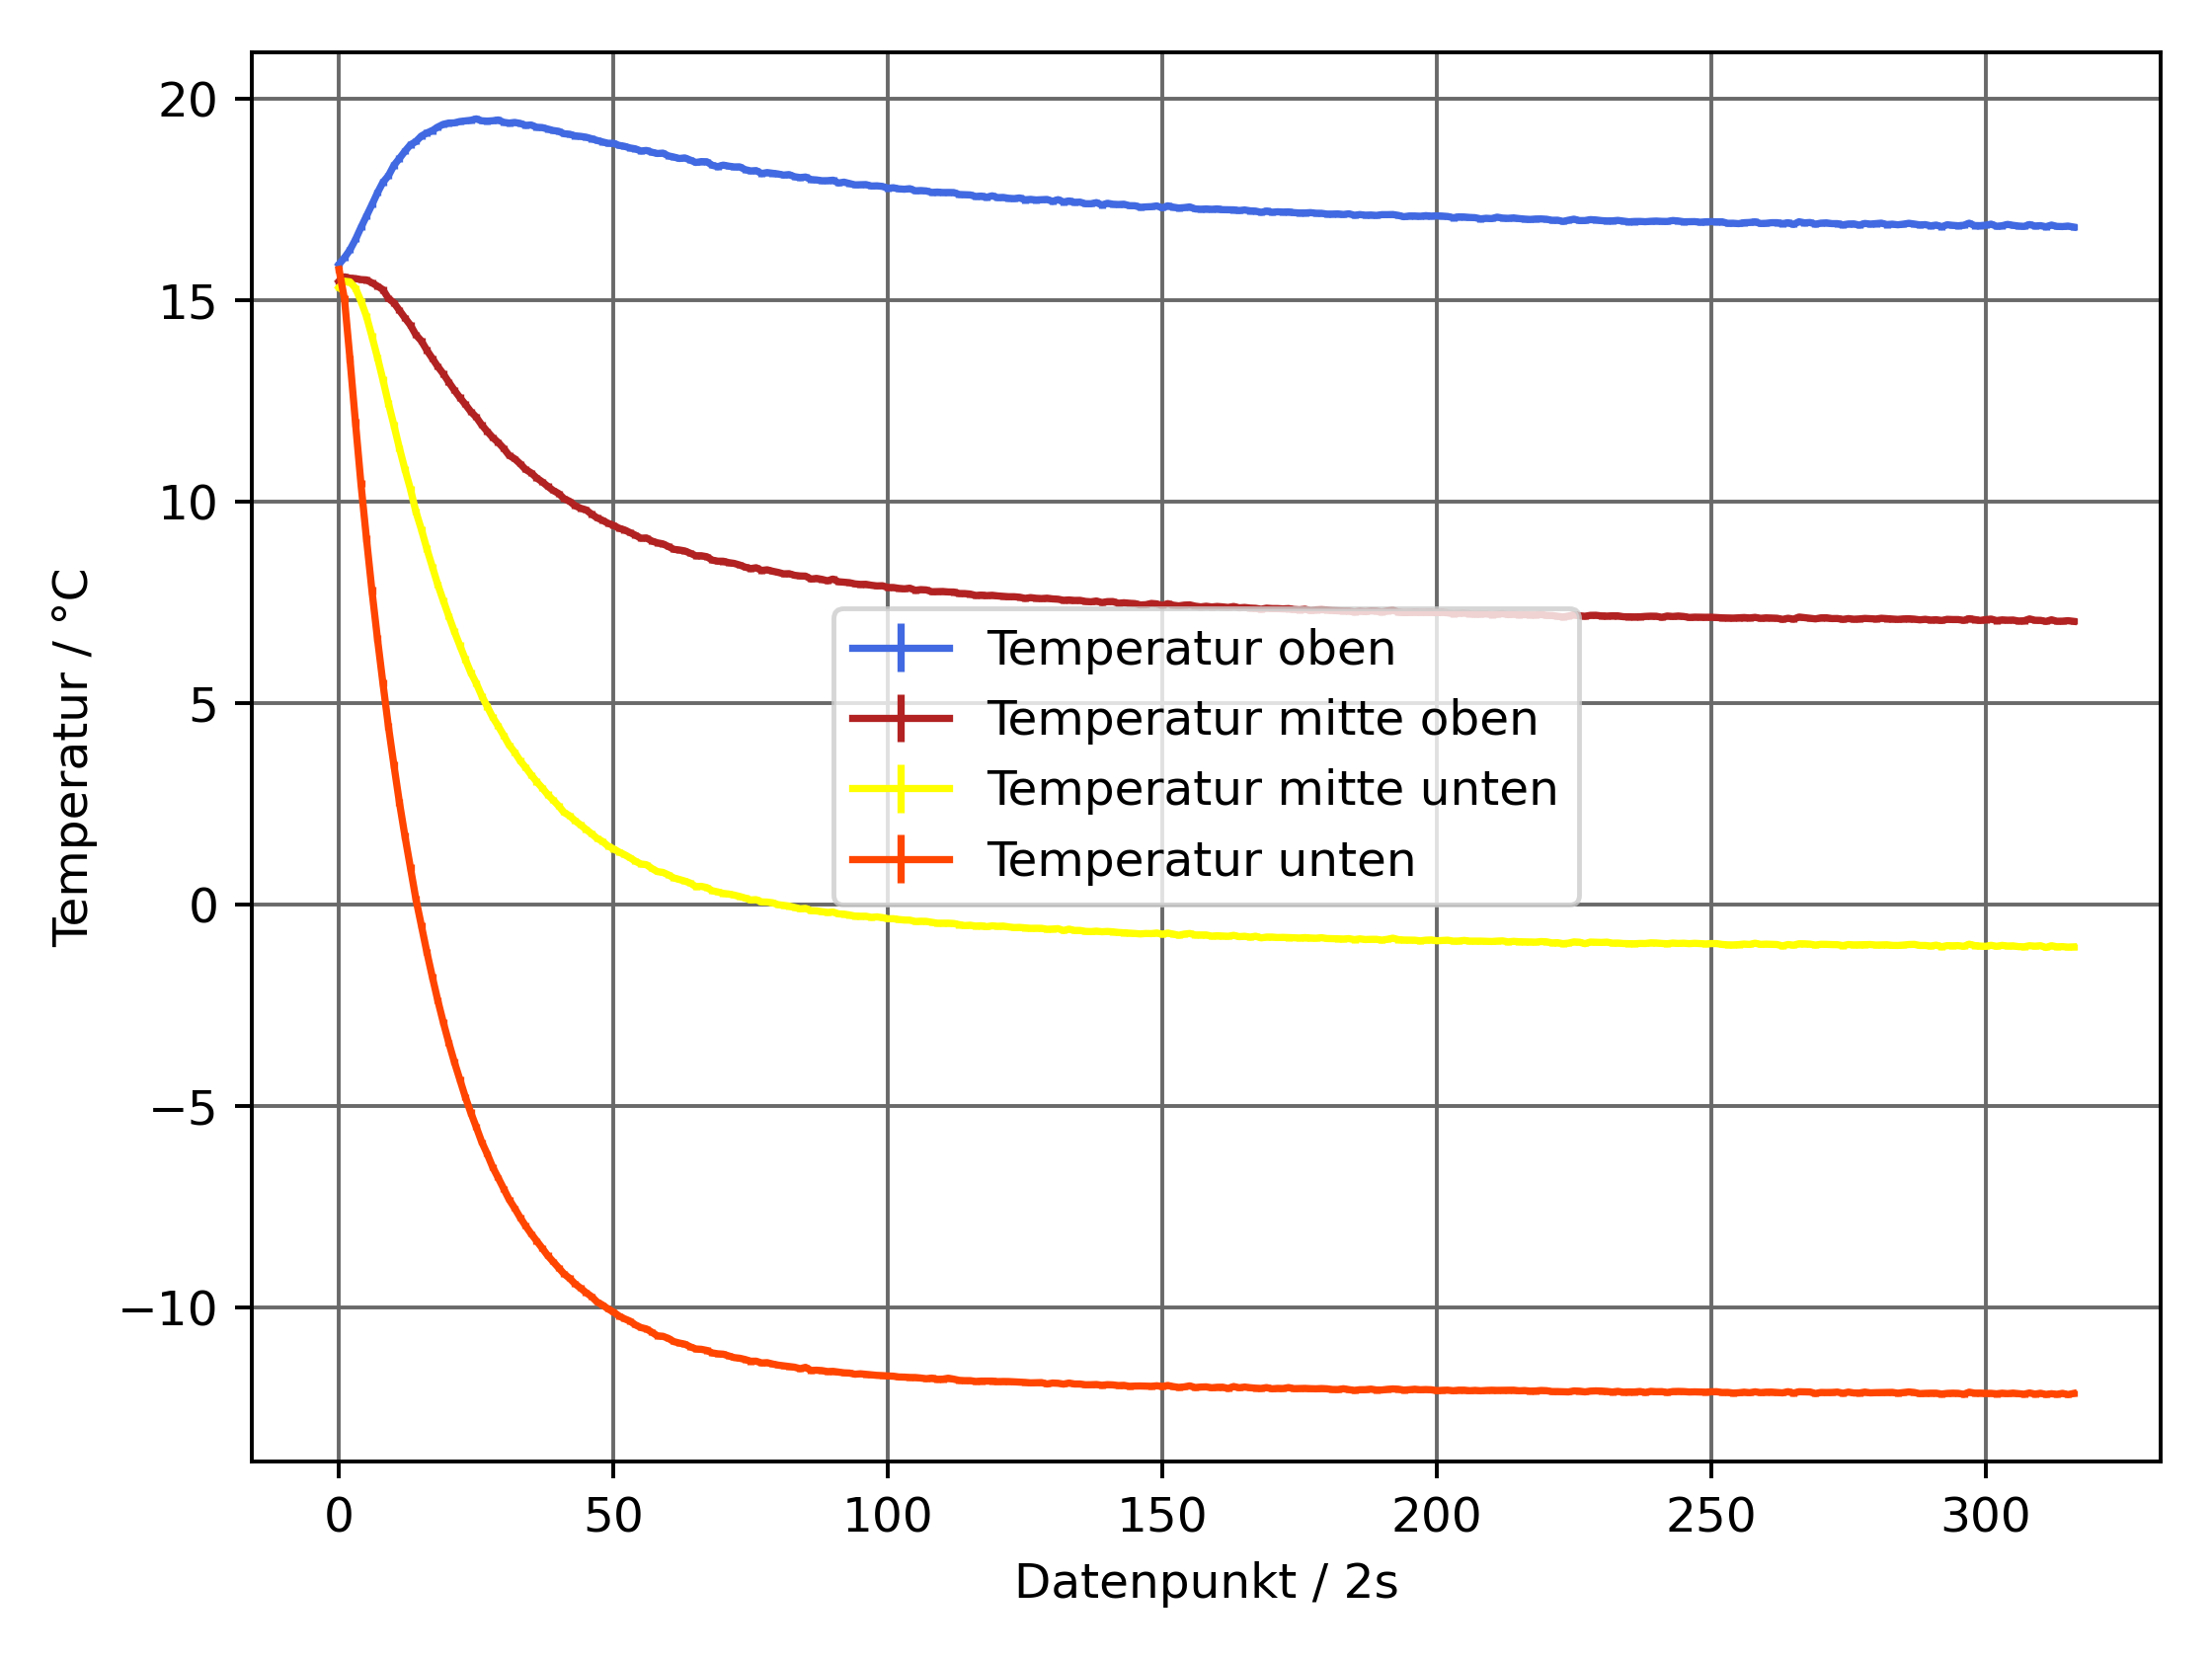 20
15
10
5
0
−5
−10
Temperatur / °C
Temperatur oben
Temperatur mitte oben
Temperatur mitte unten
Temperatur unten
0 50 100 150 200 250 300
Datenpunkt / 2s